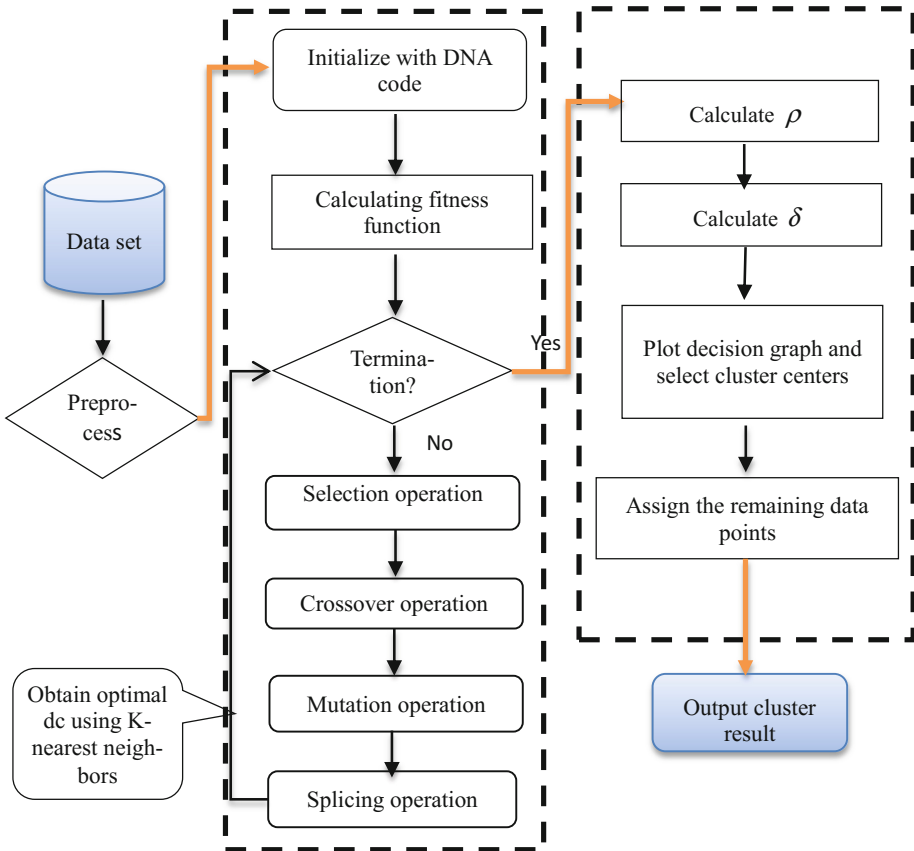 Data set
Prepro-
cess
Initialize with DNA
code
Calculating fitness
function
Termina-
tion?
Yes
No
Selection operation
Crossover operation
Mutation operation
Splicing operation
Obtain optimal
dc using K-
nearest neigh-
bors
Calculate ρ
Calculate δ
Plot decision graph and
select cluster centers
Assign the remaining data
points
Output cluster
result